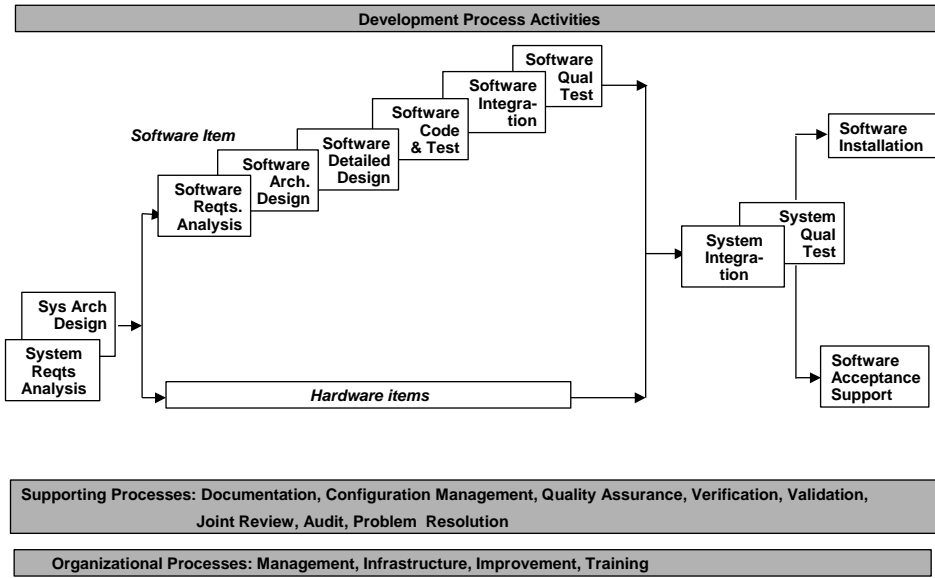 Development Process Activities
Software
Qual
Test
Software
Integra-
tion
Software
Code
& Test
Software Item
Software
Detailed
Design
Software
Arch.
Design
Software
Reqts.
Analysis
Software
Installation
System
Qual
Test
System
Integra-
tion
Sys Arch
Design
System
Reqts
Analysis
Software
Acceptance
Support
Hardware items
Supporting Processes: Documentation, Configuration Management, Quality Assurance, Verification, Validation,
Joint Review, Audit, Problem Resolution
Organizational Processes: Management, Infrastructure, Improvement, Training